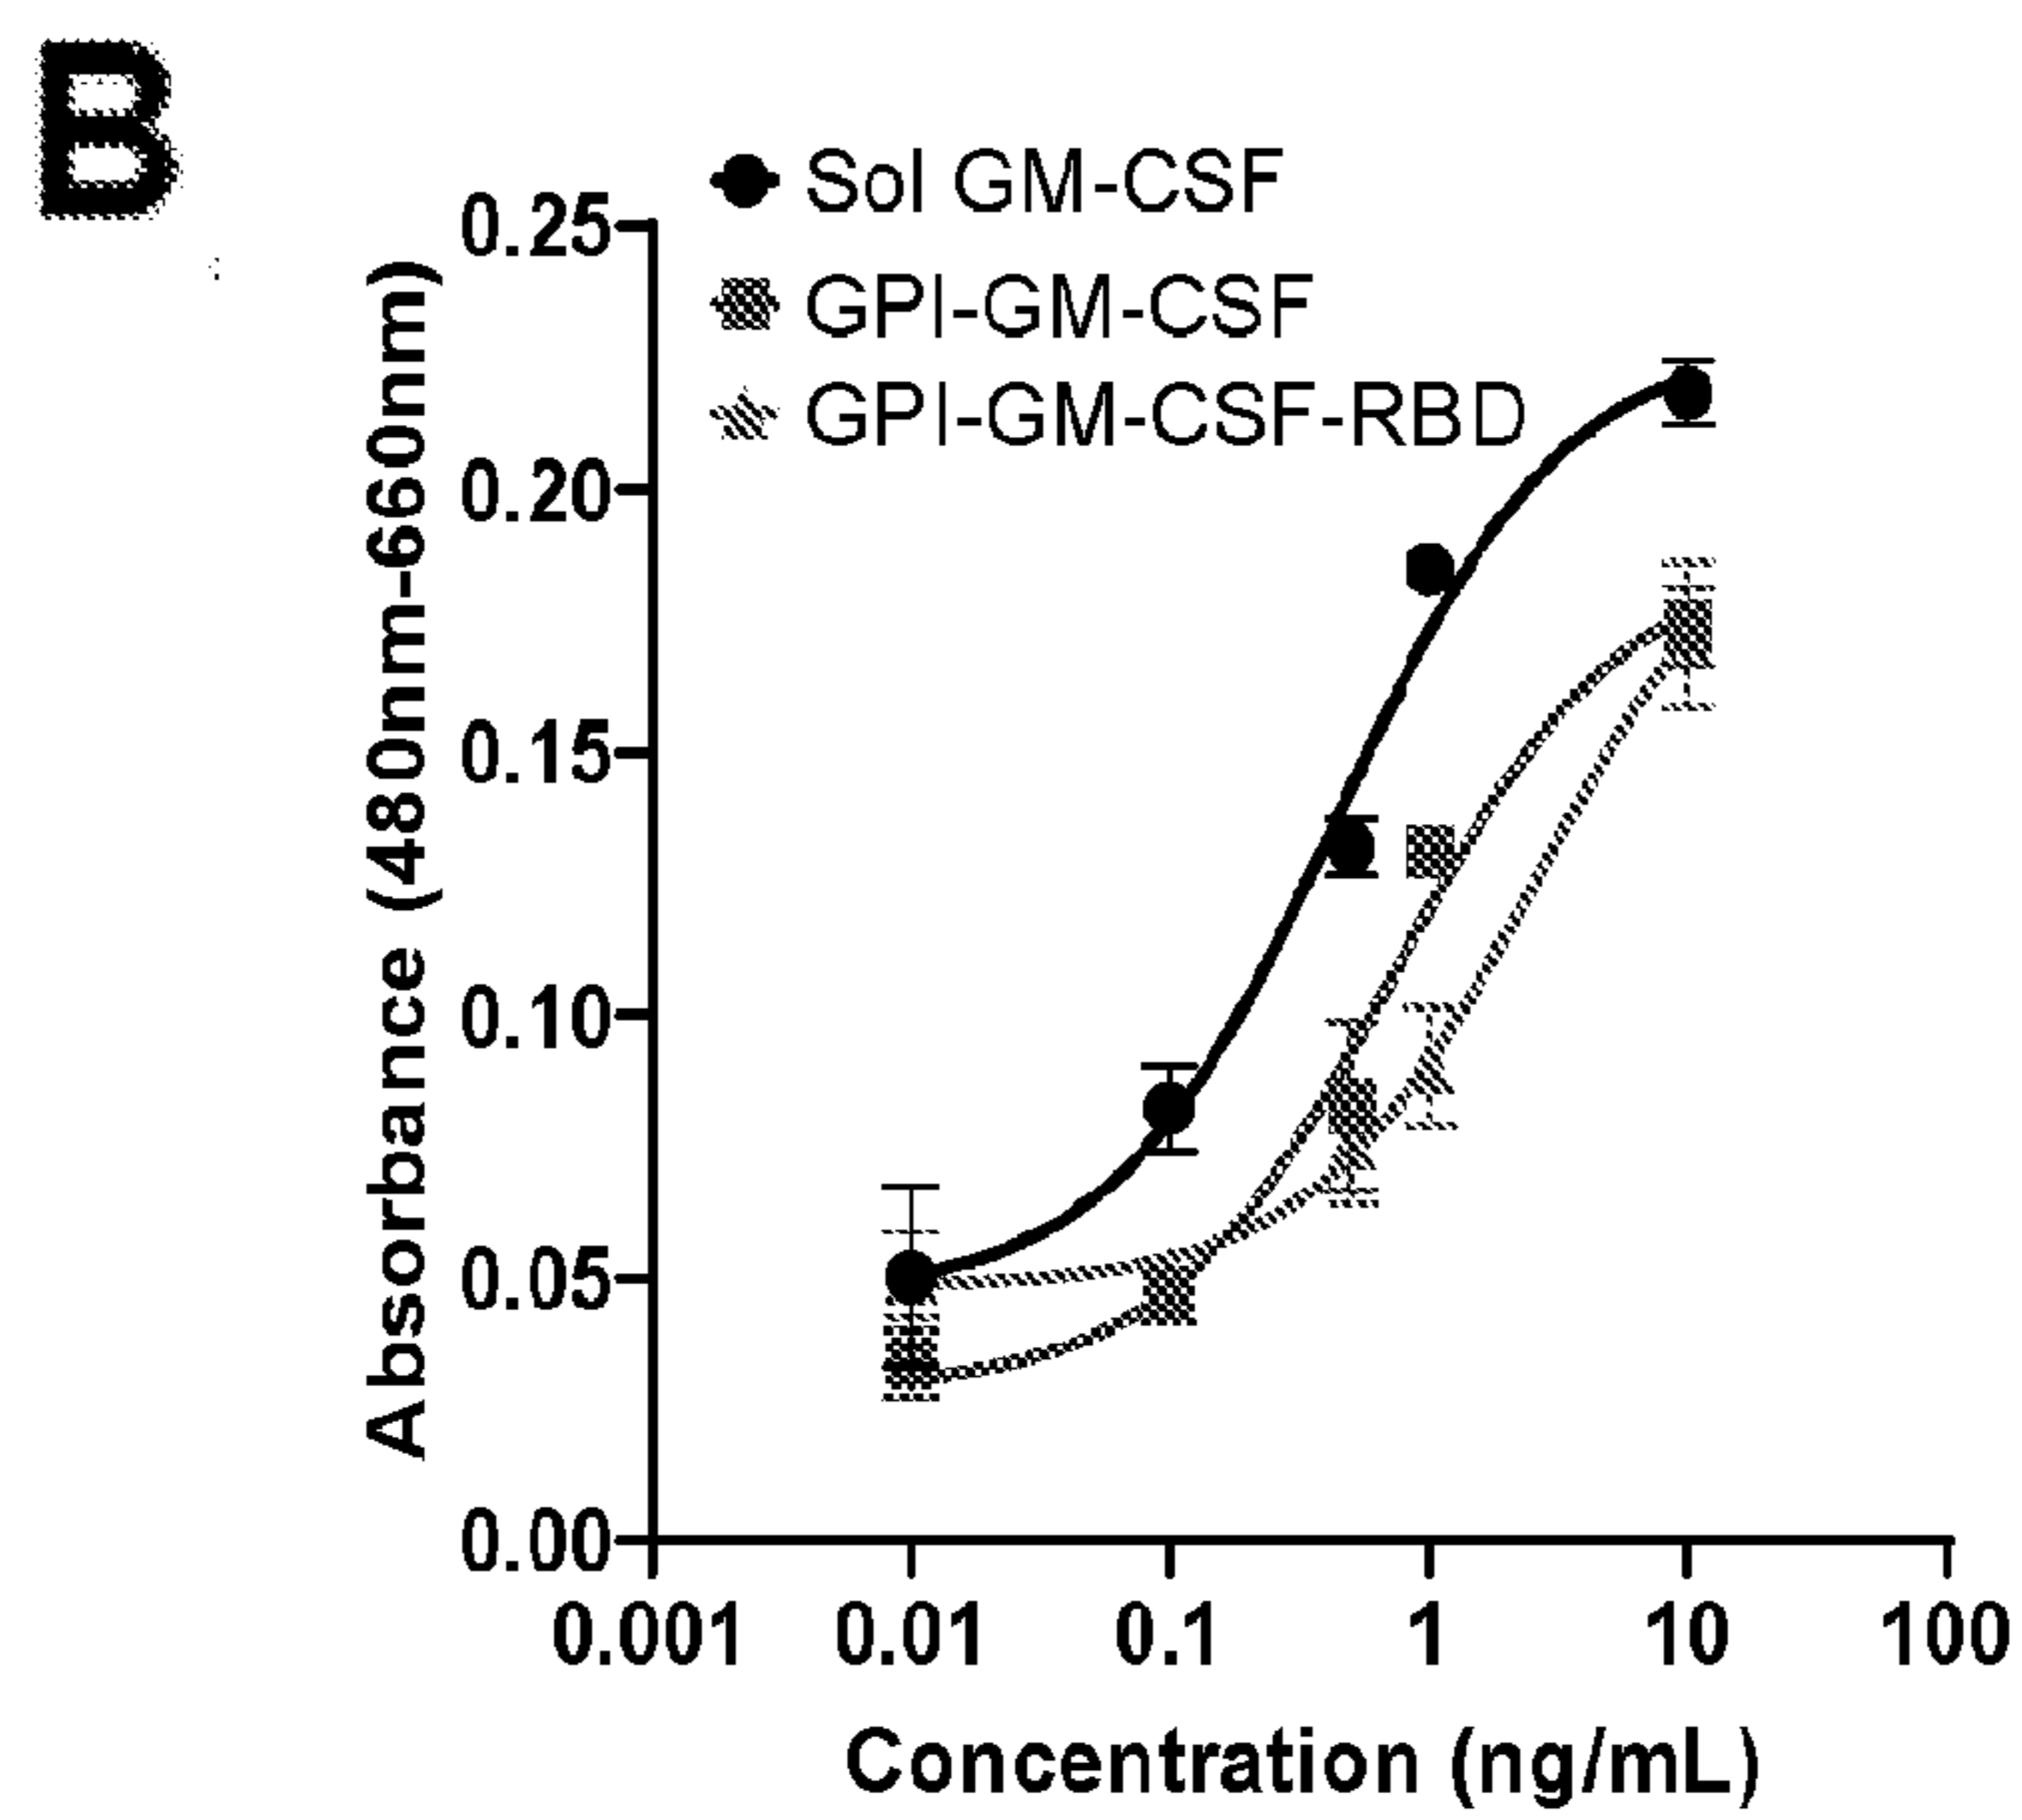 B
Sol GM-CSF
GPI-GM-CSF
GPI-GM-CSF-RBD
Absorbance (480nm-660nm)
0.25
0.20
0.15
0.10
0.05
0.00
0.001 0.01 0.1 1 10 100
Concentration (ng/mL)